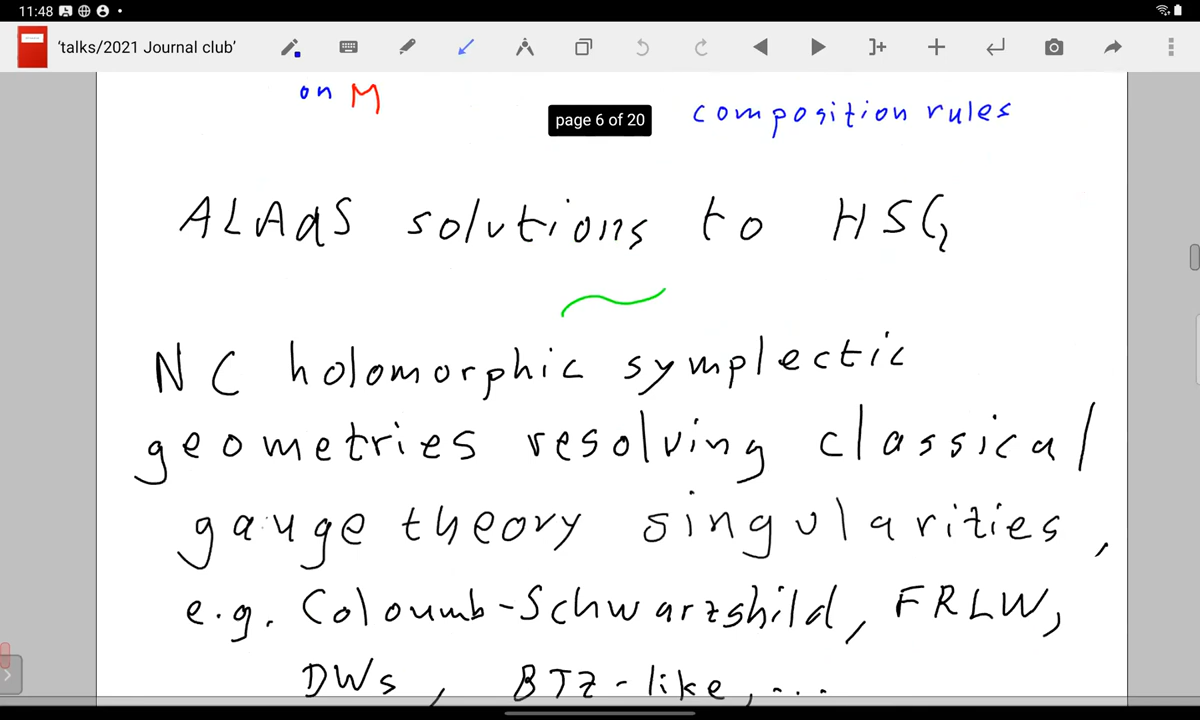 11:48
'talks/2021 Journal club'
on M
page 6 of 20
composition rules
ALAdS solutions to HSG
NC holomorphic symplectic
geometries resolving classical
gauge theory singularities,
e.g. Coloumb-Schwarzshild, FRLW,
DWs, BTZ-like, ...